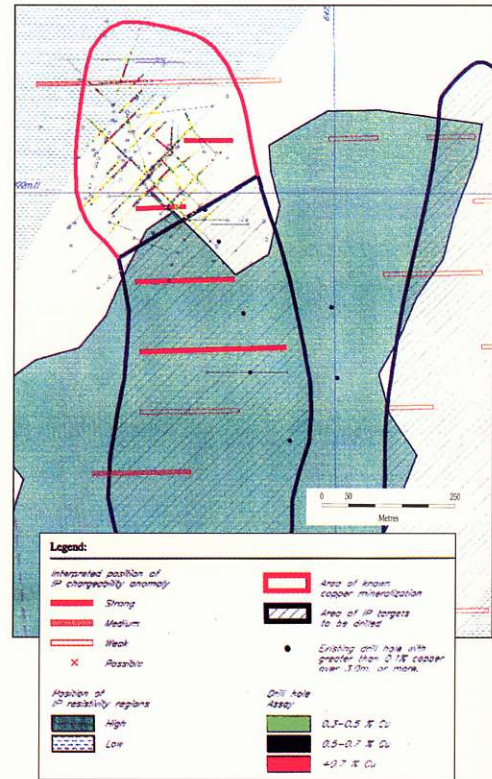 0 50 250
Metres
Legend:
Interpreted position of
IP chargeability anomaly
Strong
Medium
Weak
Possible
Position of
IP resistivity regions
High
Low
Area of known
copper mineralization
Area of IP targets
to be drilled
Existing drill hole with
greater than 0.1% copper
over 3.0m. or more.
Drill hole
Assay
0.3-0.5 % Cu
0.5-0.7 % Cu
+0.7 % Cu